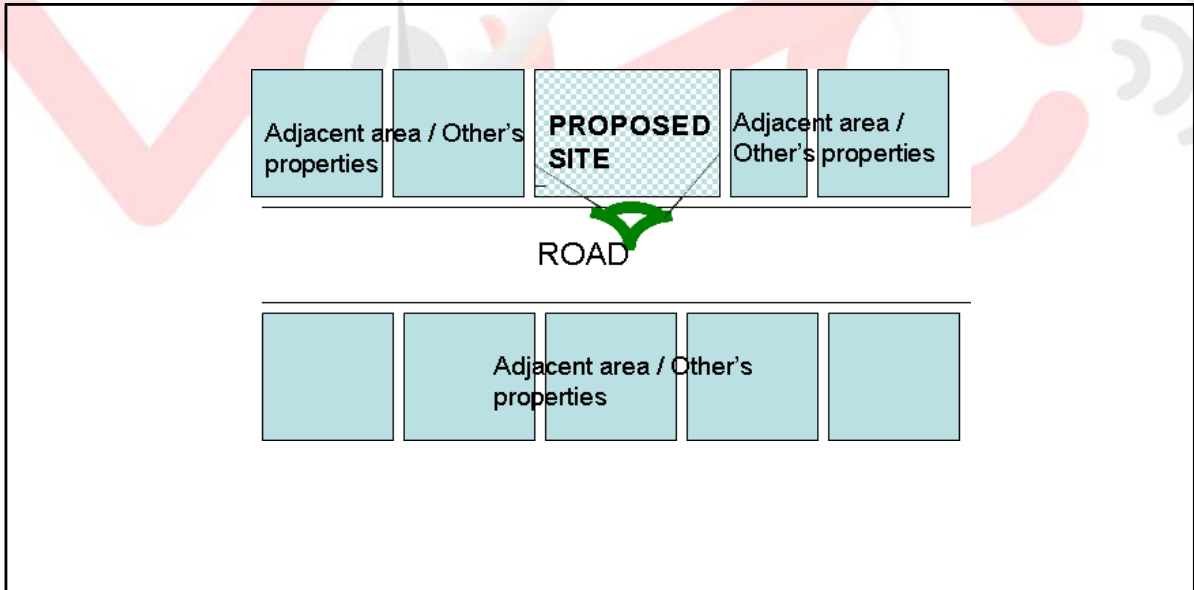 Adjacent area / Other's
properties
PROPOSED
SITE
Adjacent area /
Other's properties
ROAD
Adjacent area / Other's
properties